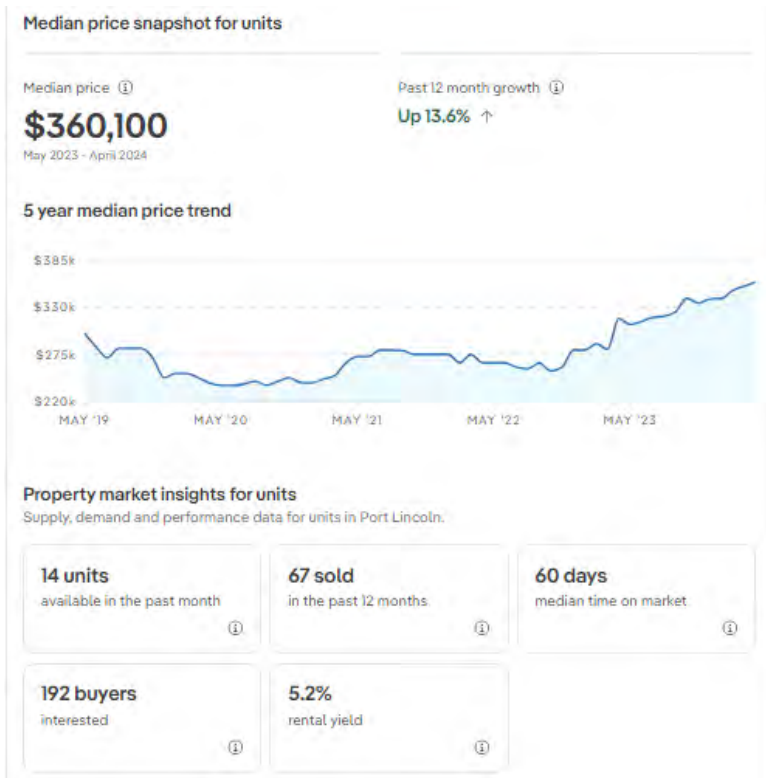 Median price snapshot for units
Median price
Past 12 month growth
$360,100
Up 13.6% ↑
May 2023 - April 2024
5 year median price trend
$385k
$330k
$275k
$220k
MAY '19 MAY '20 MAY '21 MAY '22 MAY '23
Property market insights for units
Supply, demand and performance data for units in Port Lincoln.
14 units
available in the past month
67 sold
in the past 12 months
60 days
median time on market
192 buyers
interested
5.2%
rental yield